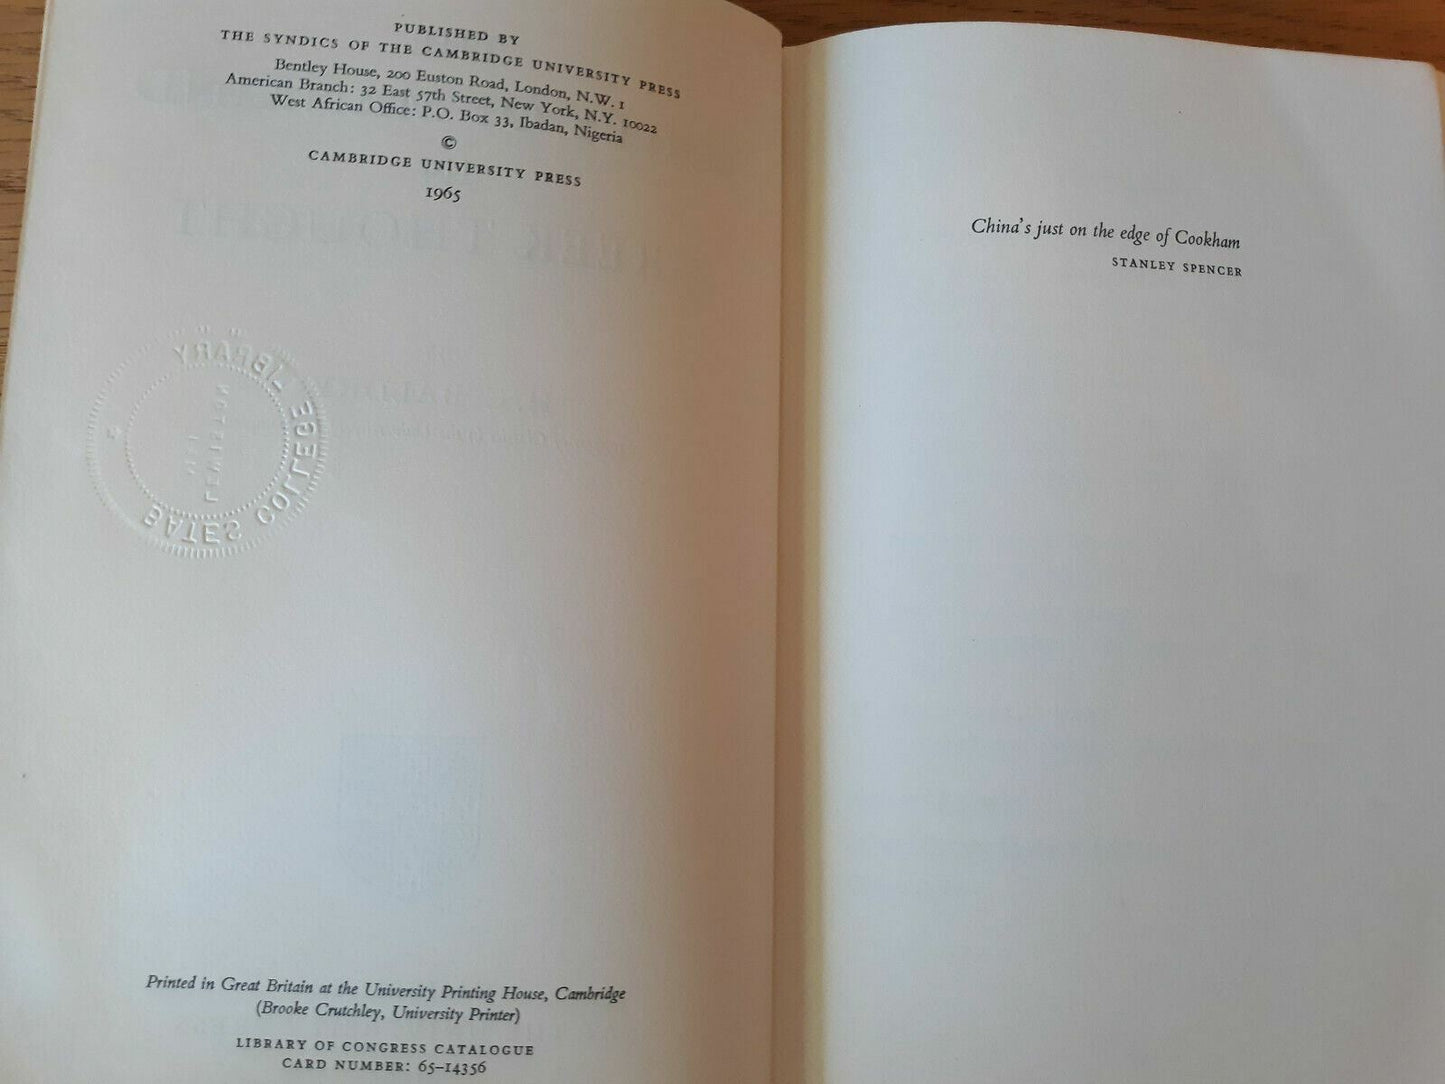 PUBLISHED BY
THE SYNDICS OF THE CAMBRIDGE UNIVERSITY PRESS
Bentley House, 200 Euston Road, London, N.W. 1
American Branch: 32 East 57th Street, New York, N.Y. 10022
West African Office: P.O. Box 33, Ibadan, Nigeria
©
CAMBRIDGE UNIVERSITY PRESS
1965
LIBRARY
BATES COLLEGE
Printed in Great Britain at the University Printing House, Cambridge
(Brooke Crutchley, University Printer)
LIBRARY OF CONGRESS CATALOGUE
CARD NUMBER: 65-14356
China's just on the edge of Cookham
STANLEY SPENCER